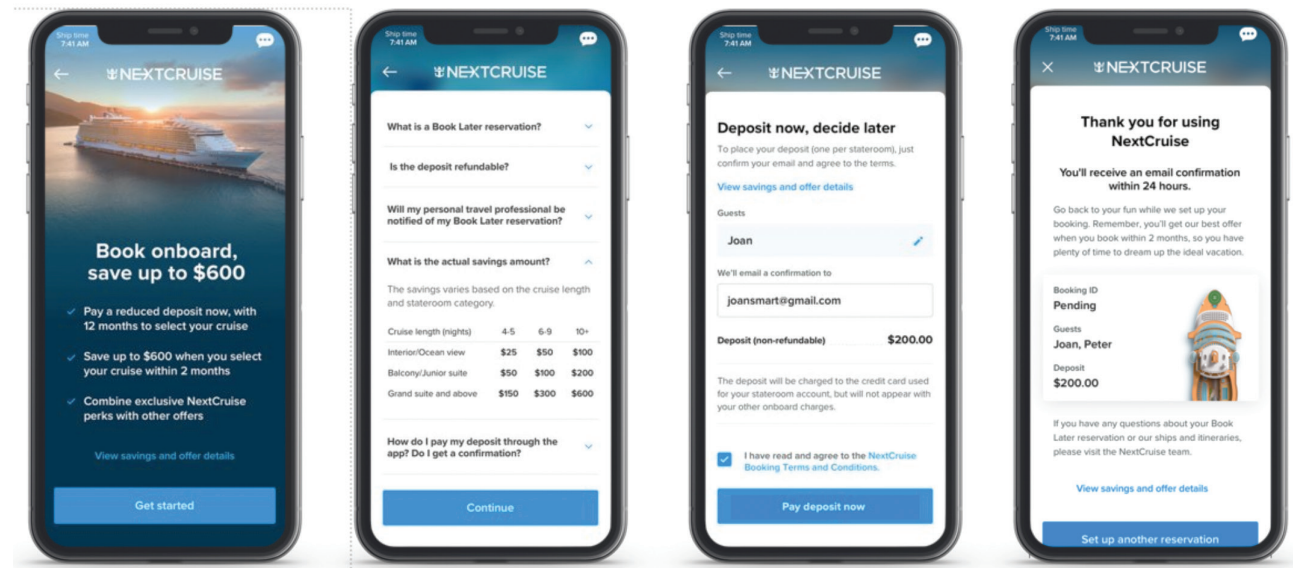 Ship time
7:41 AM
NEXTCRUISE
Book onboard,
save up to $600
Pay a reduced deposit now, with
12 months to select your cruise
Save up to $600 when you select
your cruise within 2 months
Combine exclusive NextCruise
perks with other offers
View savings and offer details
Get started
Ship time
7:41 AM
NEXTCRUISE
What is a Book Later reservation?
Is the deposit refundable?
Will my personal travel professional be
notified of my Book Later reservation?
What is the actual savings amount?
The savings varies based on the cruise length
and stateroom category.
Cruise length (nights) 4-5 6-9 10+
Interior/Ocean view $25 $50 $100
Balcony/Junior suite $50 $100 $200
Grand suite and above $150 $300 $600
How do I pay my deposit through the
app? Do I get a confirmation?
Continue
Ship time
7:41 AM
NEXTCRUISE
Deposit now, decide later
To place your deposit (one per stateroom), just
confirm your email and agree to the terms.
View savings and offer details
Guests
Joan
We'll email a confirmation to
joansmart@gmail.com
Deposit (non-refundable) $200.00
The deposit will be charged to the credit card used
for your stateroom account, but will not appear with
your other onboard charges.
I have read and agree to the NextCruise
Booking Terms and Conditions.
Pay deposit now
Ship time
7:41 AM
NEXTCRUISE
Thank you for using
NextCruise
You'll receive an email confirmation
within 24 hours.
Go back to your fun while we set up your
booking. Remember, you'll get our best offer
when you book within 2 months, so you have
plenty of time to dream up the ideal vacation.
Booking ID
Pending
Guests
Joan, Peter
Deposit
$200.00
If you have any questions about your Book
Later reservation or our ships and itineraries,
please visit the NextCruise team.
View savings and offer details
Set up another reservation